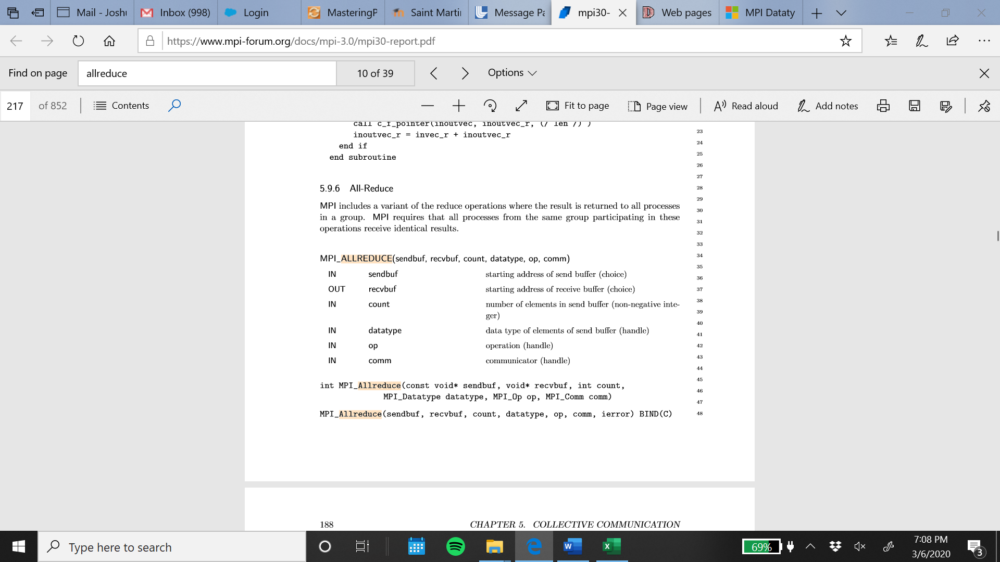 Mail - Joshu
Inbox (998)
Login
MasteringP
Saint Martin
Message Pa
mpi30-
Web pages
MPI Dataty
https://www.mpi-forum.org/docs/mpi-3.0/mpi30-report.pdf
Find on page
allreduce
10 of 39
Options
217 of 852
Contents
Fit to page
Page view
Read aloud
Add notes
call c_f_pointer(inoutvec, inoutvec_r, (/ len /) )
23
inoutvec_r = invec_r + inoutvec_r
24
end if
25
end subroutine
26
27
28
5.9.6 All-Reduce
29
MPI includes a variant of the reduce operations where the result is returned to all processes
30
in a group. MPI requires that all processes from the same group participating in these
31
operations receive identical results.
32
33
34
MPI_ALLREDUCE(sendbuf, recvbuf, count, datatype, op, comm)
35
IN sendbuf starting address of send buffer (choice)
36
OUT recvbuf starting address of receive buffer (choice)
37
IN count number of elements in send buffer (non-negative inte-
38
ger)
39
40
IN datatype data type of elements of send buffer (handle)
41
IN op operation (handle)
42
IN comm communicator (handle)
43
44
45
int MPI_Allreduce(const void* sendbuf, void* recvbuf, int count,
46
MPI_Datatype datatype, MPI_Op op, MPI_Comm comm)
47
MPI_Allreduce(sendbuf, recvbuf, count, datatype, op, comm, ierror) BIND(C)
48
188 CHAPTER 5. COLLECTIVE COMMUNICATION
Type here to search
69%
7:08 PM
3/6/2020
3